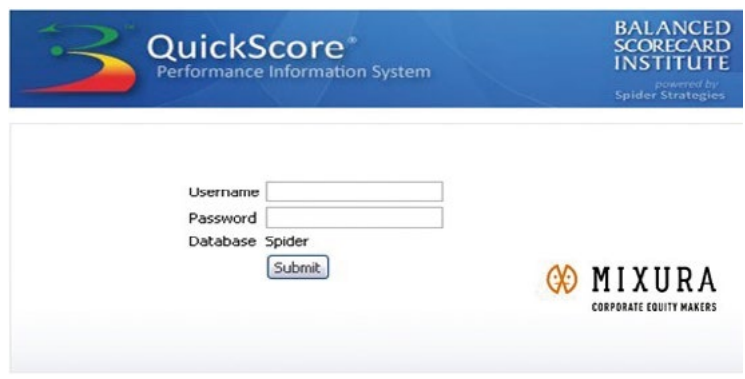 QuickScore®
Performance Information System
BALANCED
SCORECARD
INSTITUTE
powered by
Spider Strategies
Username
Password
Database Spider
Submit
MIXURA
CORPORATE EQUITY MAKERS